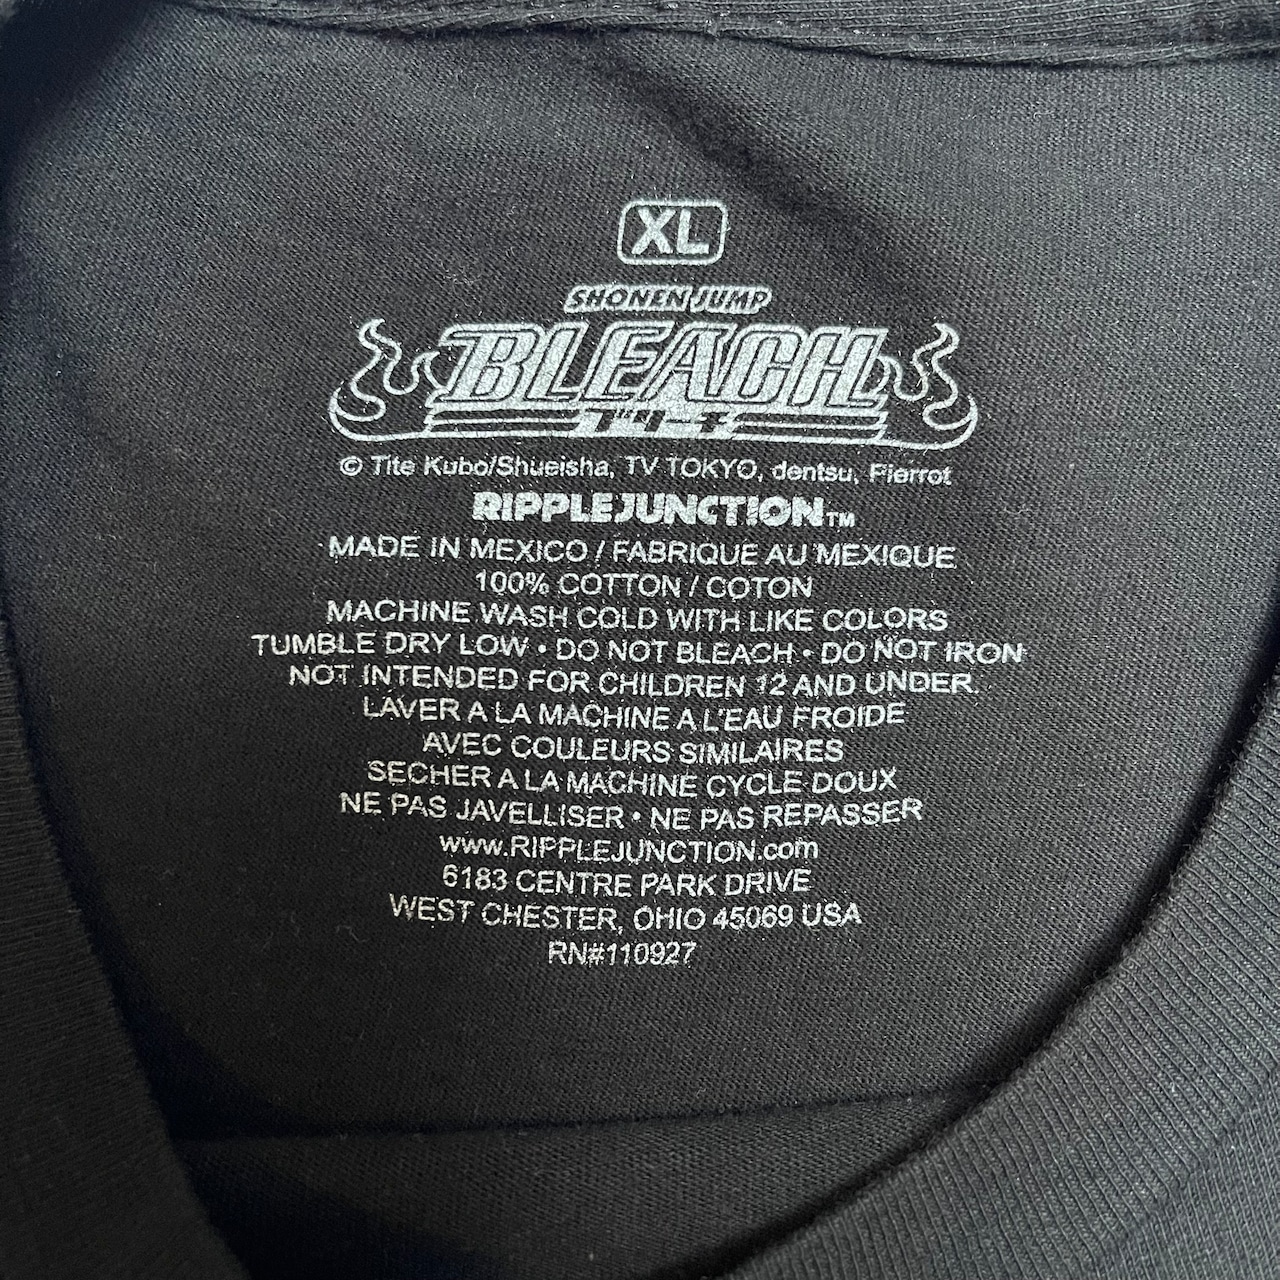 XL
SHONEN JUMP
BLEACH
ブリーチ
© Tite Kubo/Shueisha, TV TOKYO, dentsu, Pierrot
RIPPLEJUNCTION™
MADE IN MEXICO / FABRIQUE AU MEXIQUE
100% COTTON / COTON
MACHINE WASH COLD WITH LIKE COLORS
TUMBLE DRY LOW • DO NOT BLEACH • DO NOT IRON
NOT INTENDED FOR CHILDREN 12 AND UNDER.
LAVER A LA MACHINE A L'EAU FROIDE
AVEC COULEURS SIMILAIRES
SECHER A LA MACHINE CYCLE DOUX
NE PAS JAVELLISER • NE PAS REPASSER
www.RIPPLEJUNCTION.com
6183 CENTRE PARK DRIVE
WEST CHESTER, OHIO 45069 USA
RN#110927